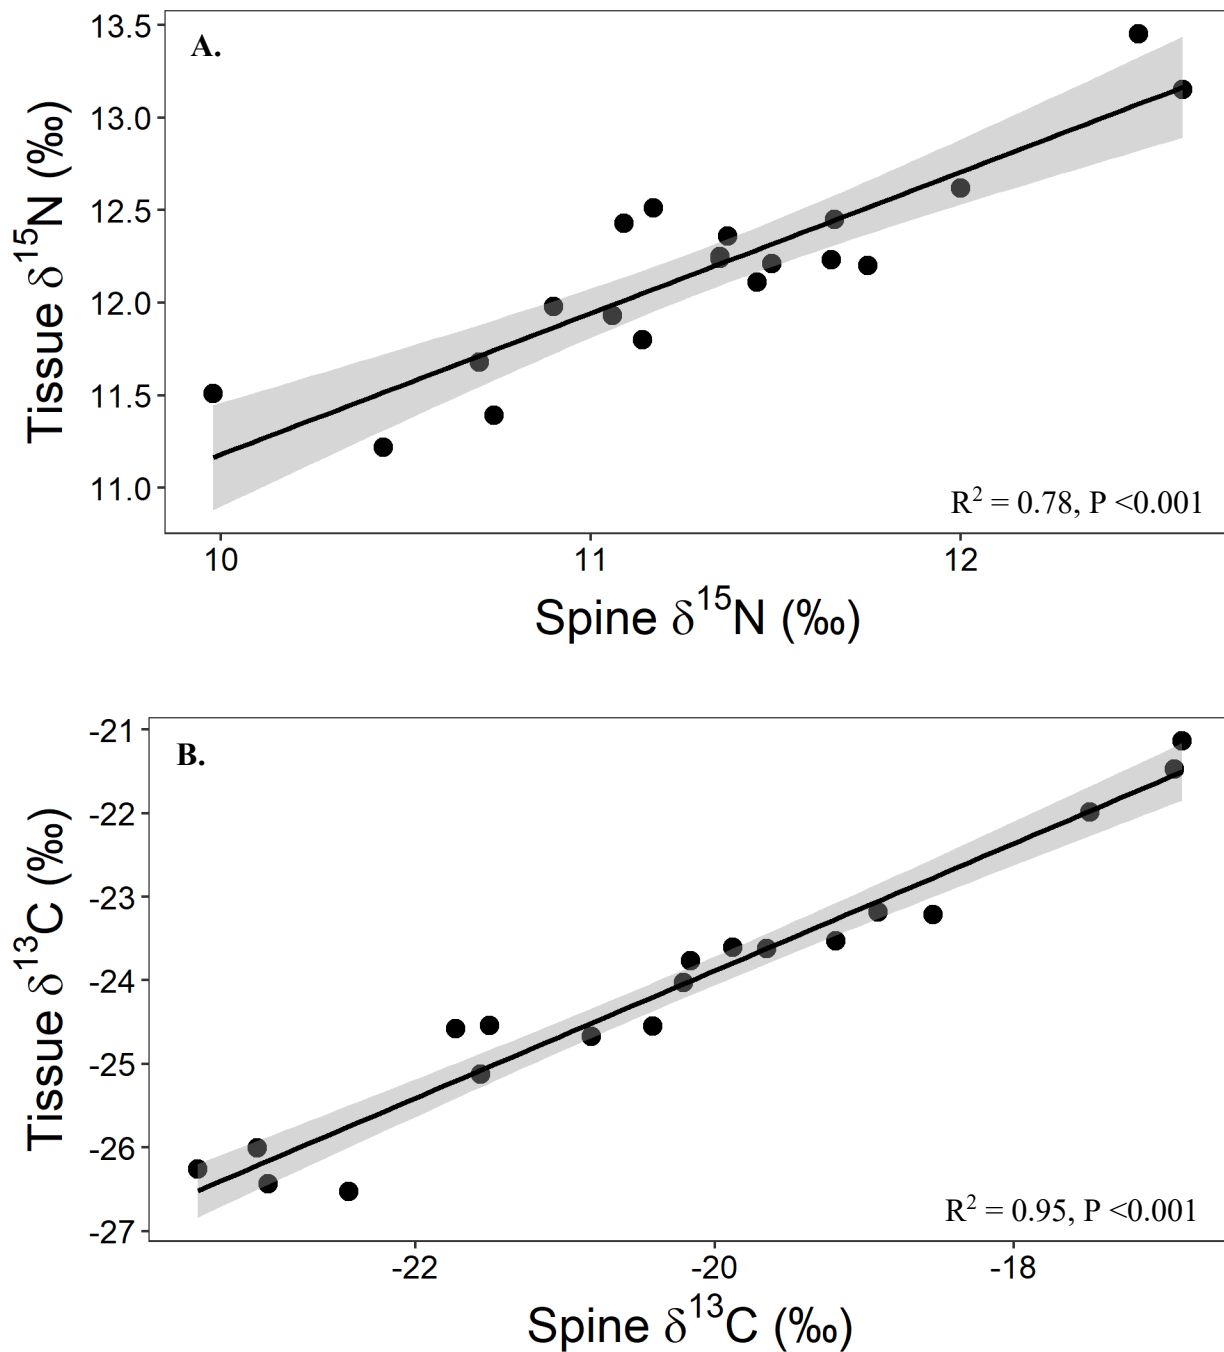 A.
13.5
13.0
12.5
12.0
11.5
11.0
Tissue δ¹⁵N (‰)
R² = 0.78, P <0.001
10 11 12
Spine δ¹⁵N (‰)
B.
-21
-22
-23
-24
-25
-26
-27
Tissue δ¹³C (‰)
R² = 0.95, P <0.001
-22 -20 -18
Spine δ¹³C (‰)